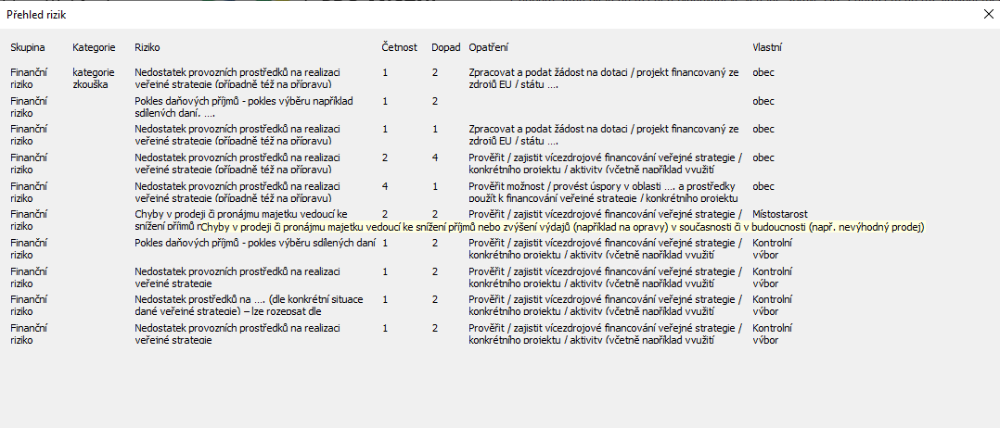 Přehled rizik
Skupina Kategorie Riziko Četnost Dopad Opatření Vlastní
Finanční kategorie Nedostatek provozních prostředků na realizaci 1 2 Zpracovat a podat žádost na dotaci / projekt financovaný ze obec
riziko zkouška veřejné strategie (případně též na přípravu) zdrojů EU / státu ....
Finanční Pokles daňových příjmů - pokles výběru například 1 2 obec
riziko sdílených daní. ....
Finanční Nedostatek provozních prostředků na realizaci 1 1 Zpracovat a podat žádost na dotaci / projekt financovaný ze obec
riziko veřejné strategie (případně též na přípravu) zdrojů EU / státu ....
Finanční Nedostatek provozních prostředků na realizaci 2 4 Prověřit / zajistit vícezdrojové financování veřejné strategie / obec
riziko veřejné strategie (případně též na přípravu) konkrétního projektu / aktivity (včetně například využití
Finanční Nedostatek provozních prostředků na realizaci 4 1 Prověřit možnost / provést úspory v oblasti .... a prostředky obec
riziko veřejné strategie (případně též na přípravu) použít k financování veřejné strategie / konkrétního projektu
Finanční Chyby v prodeji či pronájmu majetku vedoucí ke 2 2 Prověřit / zajistit vícezdrojové financování veřejné strategie / Místostarost
riziko snížení příjmů Chyby v prodeji či pronájmu majetku vedoucí ke snížení příjmů nebo zvýšení výdajů (například na opravy) v současnosti či v budoucnosti (např. nevýhodný prodej)
Finanční Pokles daňových příjmů - pokles výběru sdílených daní 1 2 Prověřit / zajistit vícezdrojové financování veřejné strategie / Kontrolní
riziko konkrétního projektu / aktivity (včetně například využití výbor
Finanční Nedostatek provozních prostředků na realizaci 1 2 Prověřit / zajistit vícezdrojové financování veřejné strategie / Kontrolní
riziko veřejné strategie konkrétního projektu / aktivity (včetně například využití výbor
Finanční Nedostatek prostředků na .... (dle konkrétní situace 1 2 Prověřit / zajistit vícezdrojové financování veřejné strategie / Kontrolní
riziko dané veřejné strategie) – lze rozepsat dle konkrétního projektu / aktivity (včetně například využití výbor
Finanční Nedostatek provozních prostředků na realizaci 1 2 Prověřit / zajistit vícezdrojové financování veřejné strategie / Kontrolní
riziko veřejné strategie konkrétního projektu / aktivity (včetně například využití výbor